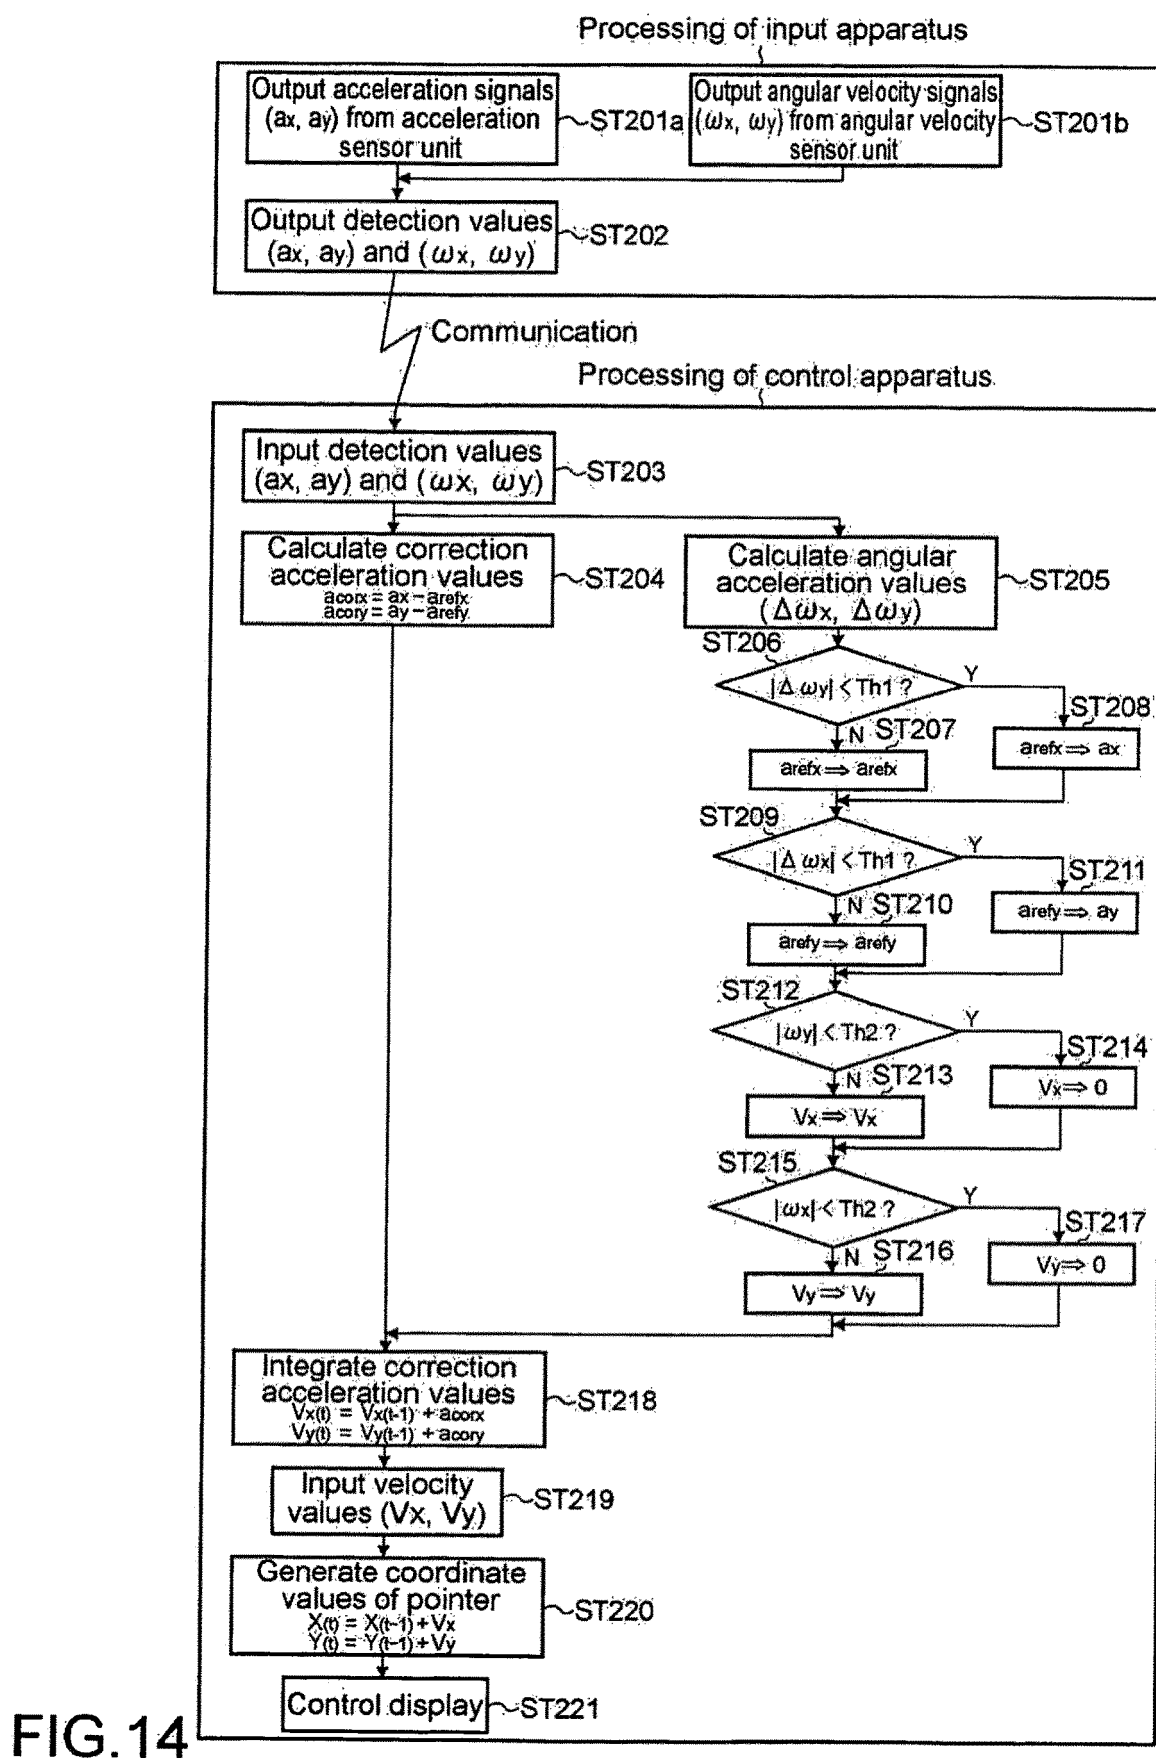 Processing of input apparatus
Output acceleration signals
(ax, ay) from acceleration
sensor unit
ST201a
Output angular velocity signals
(ωx, ωy) from angular velocity
sensor unit
ST201b
Output detection values
(ax, ay) and (ωx, ωy)
ST202
Communication
Processing of control apparatus
Input detection values
(ax, ay) and (ωx, ωy)
ST203
Calculate correction
acceleration values
acorx = ax − arefx
acory = ay − arefy
ST204
Calculate angular
acceleration values
(Δωx, Δωy)
ST205
ST206
|Δωy| < Th1 ?
Y
N
ST207
arefx ⇒ arefx
ST208
arefx ⇒ ax
ST209
|Δωx| < Th1 ?
Y
N
ST210
arefy ⇒ arefy
ST211
arefy ⇒ ay
ST212
|ωy| < Th2 ?
Y
N
ST213
Vx ⇒ Vx
ST214
Vx ⇒ 0
ST215
|ωx| < Th2 ?
Y
N
ST216
Vy ⇒ Vy
ST217
Vy ⇒ 0
Integrate correction
acceleration values
Vx(t) = Vx(t-1) + acorx
Vy(t) = Vy(t-1) + acory
ST218
Input velocity
values (Vx, Vy)
ST219
Generate coordinate
values of pointer
X(t) = X(t-1) + Vx
Y(t) = Y(t-1) + Vy
ST220
Control display
ST221
FIG.14